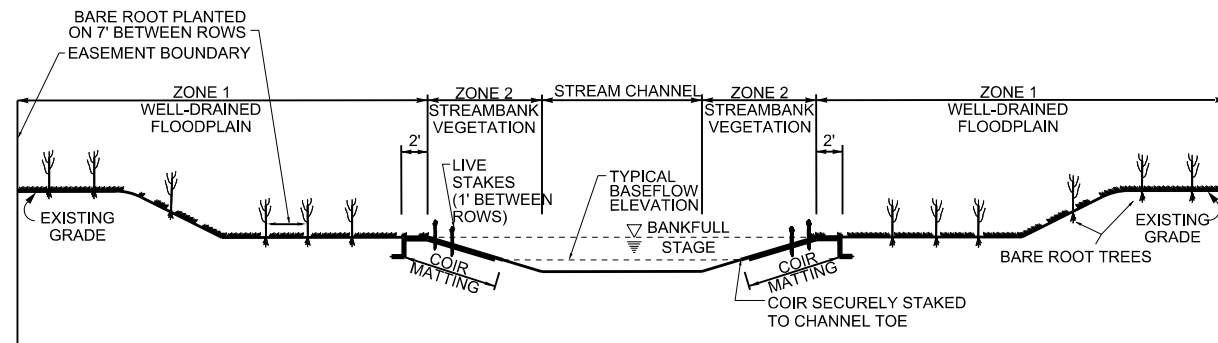 BARE ROOT PLANTED
ON 7' BETWEEN ROWS
EASEMENT BOUNDARY
ZONE 1
WELL-DRAINED
FLOODPLAIN
ZONE 2
STREAMBANK
VEGETATION
STREAM CHANNEL
ZONE 2
STREAMBANK
VEGETATION
ZONE 1
WELL-DRAINED
FLOODPLAIN
2'
2'
LIVE
STAKES
(1' BETWEEN
ROWS)
TYPICAL
BASEFLOW
ELEVATION
BANKFULL
STAGE
EXISTING
GRADE
COIR
MATTING
COIR
MATTING
COIR SECURELY STAKED
TO CHANNEL TOE
BARE ROOT TREES
EXISTING
GRADE